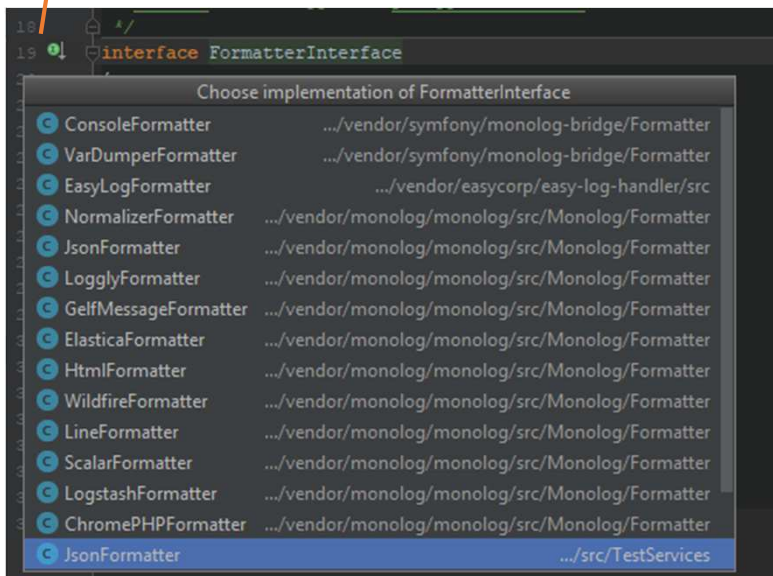 18 */
19 interface FormatterInterface
Choose implementation of FormatterInterface
ConsoleFormatter .../vendor/symfony/monolog-bridge/Formatter
VarDumperFormatter .../vendor/symfony/monolog-bridge/Formatter
EasyLogFormatter .../vendor/easycorp/easy-log-handler/src
NormalizerFormatter .../vendor/monolog/monolog/src/Monolog/Formatter
JsonFormatter .../vendor/monolog/monolog/src/Monolog/Formatter
LogglyFormatter .../vendor/monolog/monolog/src/Monolog/Formatter
GelfMessageFormatter .../vendor/monolog/monolog/src/Monolog/Formatter
ElasticaFormatter .../vendor/monolog/monolog/src/Monolog/Formatter
HtmlFormatter .../vendor/monolog/monolog/src/Monolog/Formatter
WildfireFormatter .../vendor/monolog/monolog/src/Monolog/Formatter
LineFormatter .../vendor/monolog/monolog/src/Monolog/Formatter
ScalarFormatter .../vendor/monolog/monolog/src/Monolog/Formatter
LogstashFormatter .../vendor/monolog/monolog/src/Monolog/Formatter
ChromePHPFormatter .../vendor/monolog/monolog/src/Monolog/Formatter
JsonFormatter .../src/TestServices